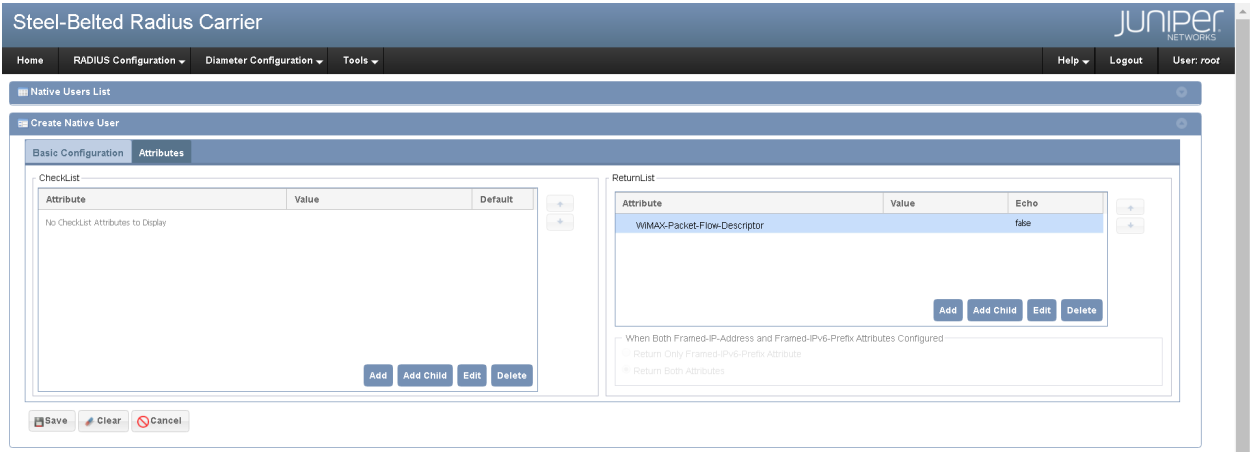 Steel-Belted Radius Carrier
JUNIPER
NETWORKS
Home RADIUS Configuration Diameter Configuration Tools Help Logout User: root
Native Users List
Create Native User
Basic Configuration Attributes
CheckList
Attribute Value Default
No CheckList Attributes to Display
Add Add Child Edit Delete
ReturnList
Attribute Value Echo
WiMAX-Packet-Flow-Descriptor false
Add Add Child Edit Delete
When Both Framed-IP-Address and Framed-IPv6-Prefix Attributes Configured
Return Only Framed-IPv6-Prefix Attribute
Return Both Attributes
Save Clear Cancel